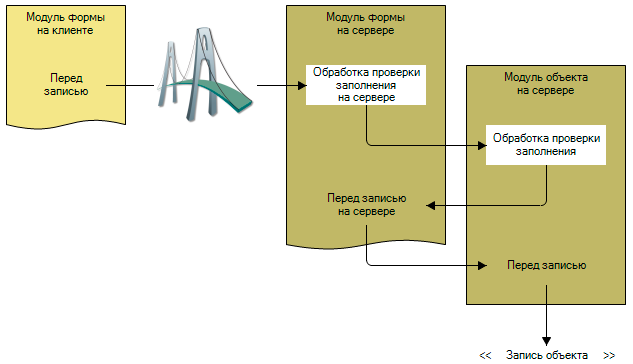 Модуль формы
на клиенте
Перед
записью
Модуль формы
на сервере
Обработка проверки
заполнения
на сервере
Перед записью
на сервере
Модуль объекта
на сервере
Обработка проверки
заполнения
Перед записью
<< Запись объекта >>